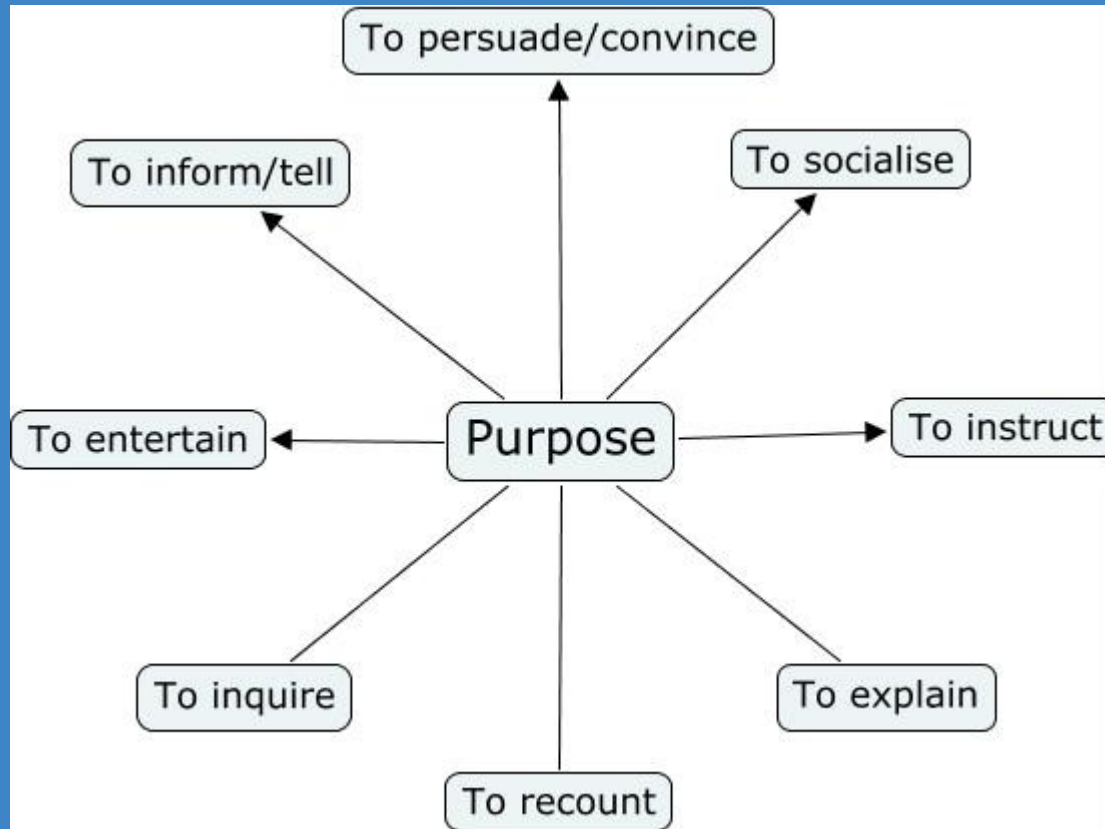 To persuade/convince
To socialise
To inform/tell
To instruct
To entertain
Purpose
To inquire
To explain
To recount